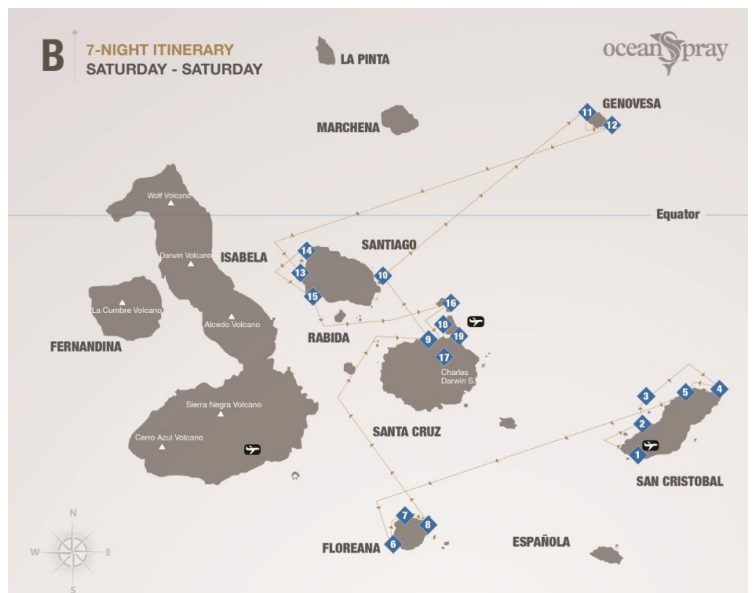 B
7-NIGHT ITINERARY
SATURDAY - SATURDAY
oceanSpray
LA PINTA
MARCHENA
GENOVESA
11
12
Equator
Wolf Volcano
Darwin Volcano
ISABELA
SANTIAGO
14
13
10
15
La Cumbre Volcano
Alcedo Volcano
FERNANDINA
RABIDA
16
18
9
19
17
Charles
Darwin S.
SANTA CRUZ
Sierra Negra Volcano
Cerro Azul Volcano
3
5
4
2
1
SAN CRISTOBAL
7
8
6
FLOREANA
ESPAÑOLA
N
W
E
S